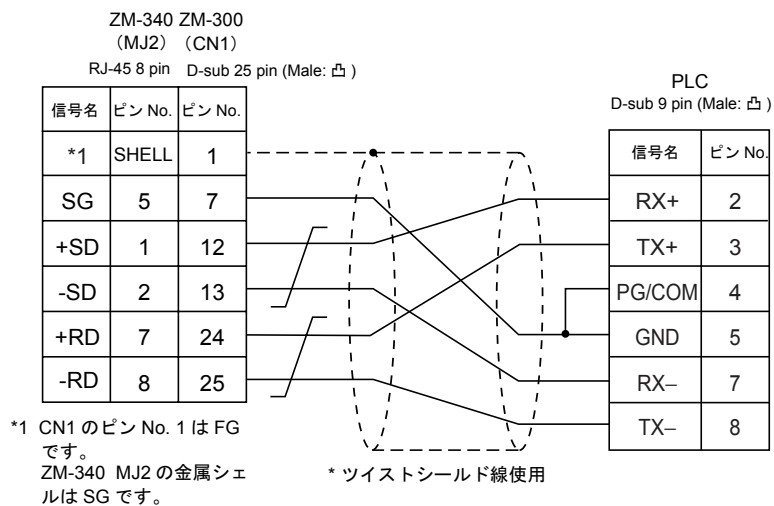 ZM-340 ZM-300
（MJ2）（CN1）
RJ-45 8 pin D-sub 25 pin (Male: 凸 )
信号名 ピン No. ピン No.
*1 SHELL 1
SG 5 7
+SD 1 12
-SD 2 13
+RD 7 24
-RD 8 25
PLC
D-sub 9 pin (Male: 凸 )
信号名 ピン No.
RX+ 2
TX+ 3
PG/COM 4
GND 5
RX– 7
TX– 8
*1 CN1 のピン No. 1 は FG
です。
ZM-340 MJ2 の金属シェ
ルは SG です。
* ツイストシールド線使用